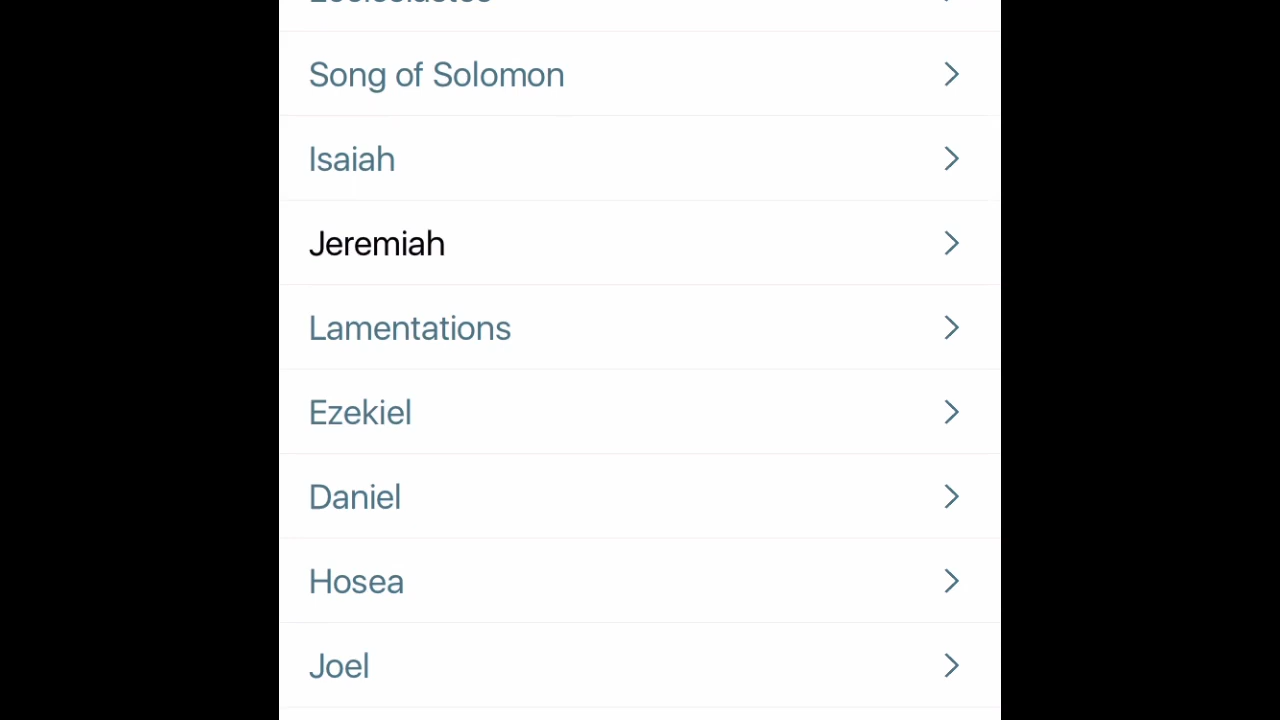 Song of Solomon
Isaiah
Jeremiah
Lamentations
Ezekiel
Daniel
Hosea
Joel